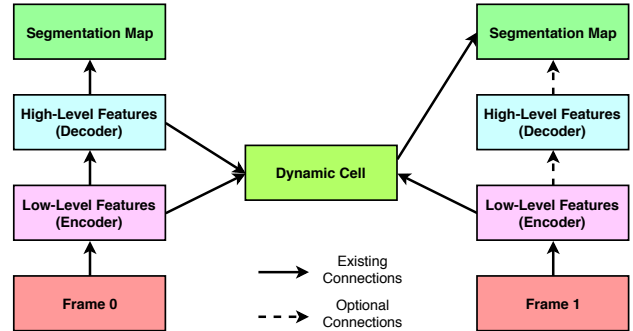 Segmentation Map
High-Level Features
(Decoder)
Low-Level Features
(Encoder)
Frame 0
Dynamic Cell
Existing
Connections
Optional
Connections
Segmentation Map
High-Level Features
(Decoder)
Low-Level Features
(Encoder)
Frame 1